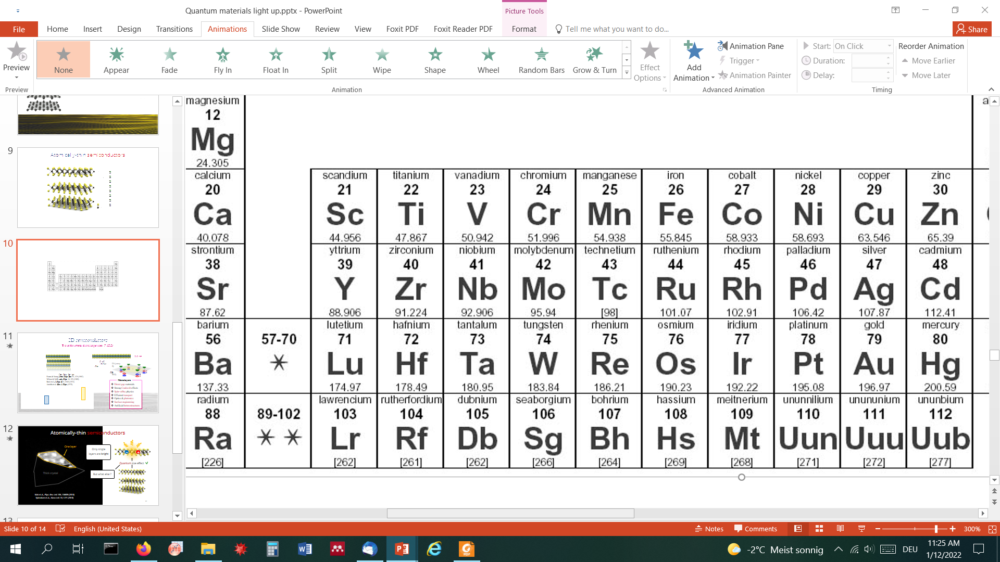 Quantum materials light up.pptx - PowerPoint
Picture Tools
File
Home
Insert
Design
Transitions
Animations
Slide Show
Review
View
Foxit PDF
Foxit Reader PDF
Format
Tell me what you want to do...
Share
Preview
None
Appear
Fade
Fly In
Float In
Split
Wipe
Shape
Wheel
Random Bars
Grow & Turn
Effect
Options
Add
Animation
Animation Pane
Trigger
Animation Painter
Start: On Click
Duration:
Delay:
Reorder Animation
Move Earlier
Move Later
Preview
Animation
Advanced Animation
Timing
9
Atomically-thin semiconductors
10
11
2D semiconductors
Monolayers
12
Atomically-thin semiconductors
One layer
Only single
layers are bright
Quantum size effect
Thick crystal
But what else ?
13
magnesium
12
Mg
24.305
calcium scandium titanium vanadium chromium manganese iron cobalt nickel copper zinc
20 21 22 23 24 25 26 27 28 29 30
Ca Sc Ti V Cr Mn Fe Co Ni Cu Zn
40.078 44.956 47.867 50.942 51.996 54.938 55.845 58.933 58.693 63.546 65.39
strontium yttrium zirconium niobium molybdenum technetium ruthenium rhodium palladium silver cadmium
38 39 40 41 42 43 44 45 46 47 48
Sr Y Zr Nb Mo Tc Ru Rh Pd Ag Cd
87.62 88.906 91.224 92.906 95.94 [98] 101.07 102.91 106.42 107.87 112.41
barium lutetium hafnium tantalum tungsten rhenium osmium iridium platinum gold mercury
56 57-70 71 72 73 74 75 76 77 78 79 80
Ba * Lu Hf Ta W Re Os Ir Pt Au Hg
137.33 174.97 178.49 180.95 183.84 186.21 190.23 192.22 195.08 196.97 200.59
radium lawrencium rutherfordium dubnium seaborgium bohrium hassium meitnerium ununnilium unununium ununbium
88 89-102 103 104 105 106 107 108 109 110 111 112
Ra * * Lr Rf Db Sg Bh Hs Mt Uun Uuu Uub
[226] [262] [261] [262] [266] [264] [269] [268] [271] [272] [277]
Slide 10 of 14
English (United States)
Notes
Comments
300%
-2°C Meist sonnig
DEU
11:25 AM
1/12/2022